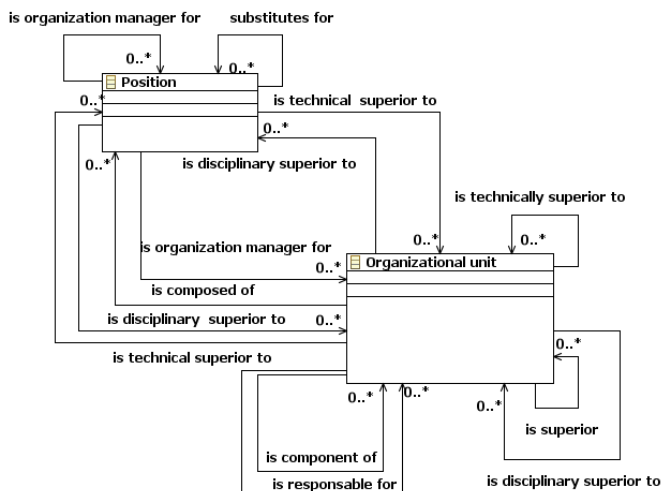 is organization manager for substitutes for
0..* 0..*
Position
0..* is technical superior to
0..*
is disciplinary superior to
0..*
is technically superior to
0..* 0..*
is organization manager for
0..* Organizational unit
is composed of
is disciplinary superior to 0..*
0..*
is technical superior to
0..* 0..* 0..*
is superior
is component of
is responsable for is disciplinary superior to